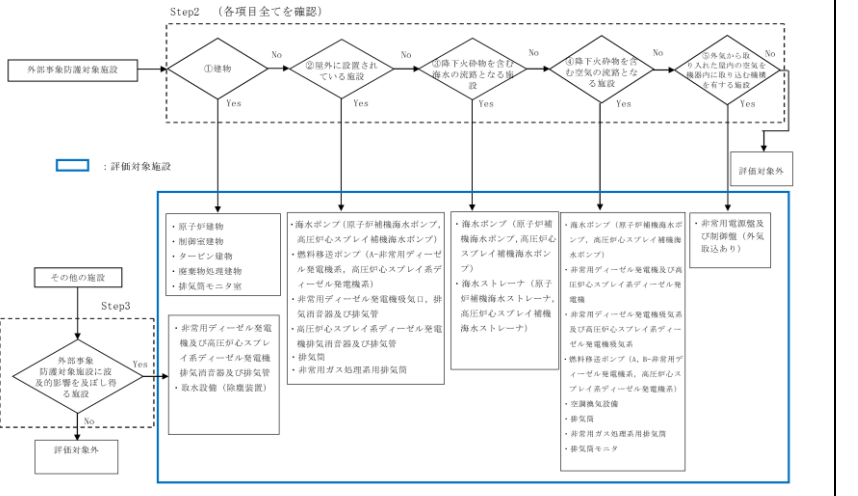 Step2 (各項目全てを確認)
外部事象防護対象施設
①建物
No
Yes
②屋外に設置され
ている施設
No
Yes
③降下火砕物を含む
海水の流路となる施
設
No
Yes
④降下火砕物を含
む空気の流路とな
る施設
No
Yes
⑤外気から取
り入れた屋内の空気を
機器内に取り込む機構
を有する施設
No
Yes
評価対象外
:評価対象施設
・原子炉建物
・制御室建物
・タービン建物
・廃棄物処理建物
・排気筒モニタ室
・海水ポンプ(原子炉補機海水ポンプ,
高圧炉心スプレイ補機海水ポンプ)
・燃料移送ポンプ(A-非常用ディーゼ
ル発電機系,高圧炉心スプレイ系ディ
ーゼル発電機系)
・非常用ディーゼル発電機吸気口,排
気消音器及び排気管
・高圧炉心スプレイ系ディーゼル発電
機排気消音器及び排気管
・排気筒
・非常用ガス処理系用排気筒
・海水ポンプ(原子炉補
機海水ポンプ,高圧炉心
スプレイ補機海水ポン
プ)
・海水ストレーナ(原子
炉補機海水ストレーナ,
高圧炉心スプレイ補機
海水ストレーナ)
・海水ポンプ(原子炉補機海水ポ
ンプ,高圧炉心スプレイ補機海
水ポンプ)
・非常用ディーゼル発電機及び高
圧炉心スプレイ系ディーゼル発
電機
・非常用ディーゼル発電機吸気系
及び高圧炉心スプレイ系ディー
ゼル発電機吸気系
・燃料移送ポンプ(A,B-非常用デ
ィーゼル発電機系,高圧炉心ス
プレイ系ディーゼル発電機系)
・空調換気設備
・排気筒
・非常用ガス処理系用排気筒
・排気筒モニタ
・非常用電源盤及
び制御盤(外気
取込あり)
その他の施設
Step3
外部事象
防護対象施設に波
及的影響を及ぼし得
る施設
Yes
No
評価対象外
・非常用ディーゼル発電
機及び高圧炉心スプレ
イ系ディーゼル発電機
排気消音器及び排気管
・取水設備(除塵装置)